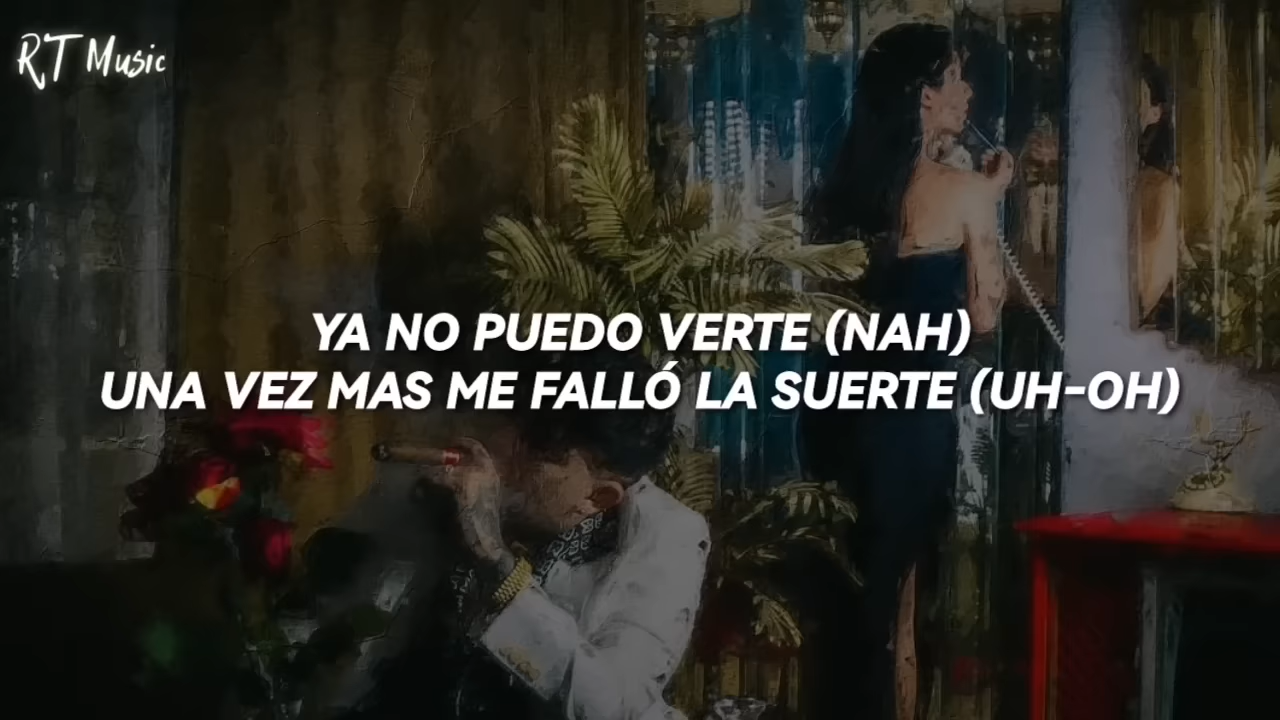 RT Music
YA NO PUEDO VERTE (NAH)
UNA VEZ MAS ME FALLÓ LA SUERTE (UH-OH)